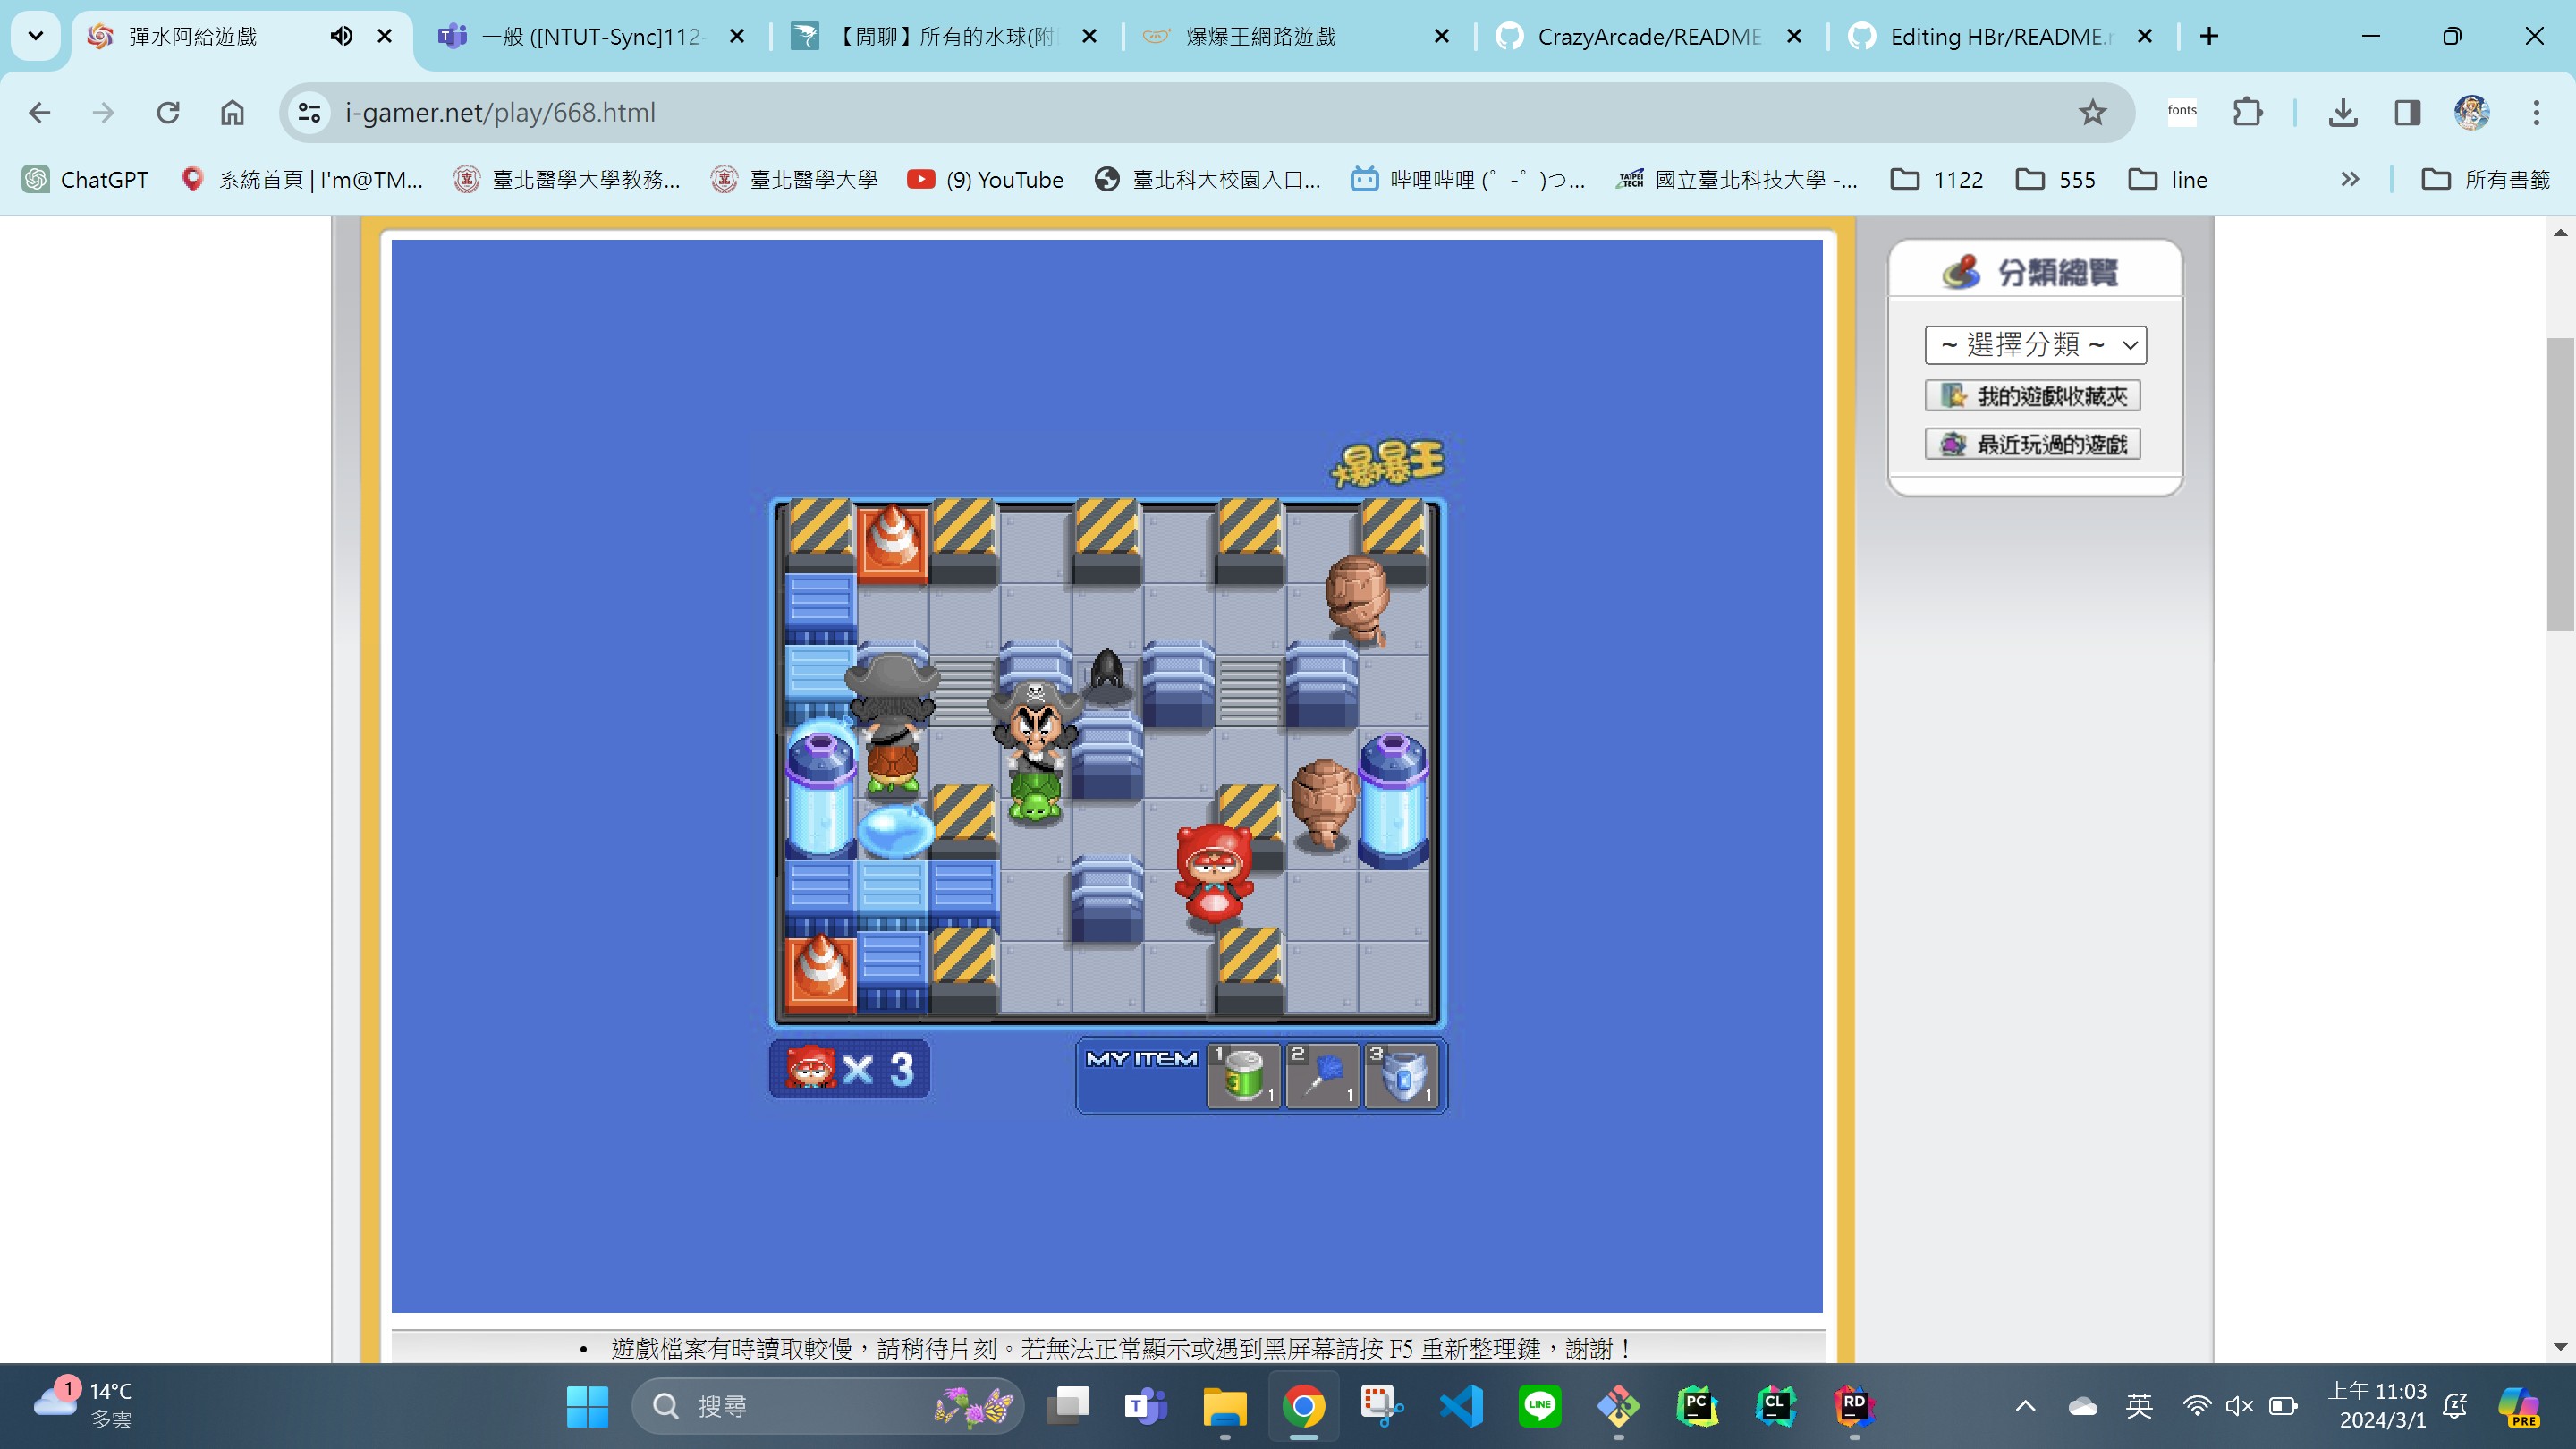 彈水阿給遊戲
一般 ([NTUT-Sync]112-
【閒聊】所有的水球(附
爆爆王網路遊戲
CrazyArcade/README
Editing HBr/README.m
i-gamer.net/play/668.html
fonts
ChatGPT
系統首頁 | I'm@TM...
臺北醫學大學教務...
臺北醫學大學
(9) YouTube
臺北科大校園入口...
哔哩哔哩 (゜-゜)つ...
TAIPEI TECH
國立臺北科技大學 -...
1122
555
line
所有書籤
分類總覽
~ 選擇分類 ~
我的遊戲收藏夾
最近玩過的遊戲
爆爆王
X 3
MY ITEM
1
1
2
1
3
1
• 遊戲檔案有時讀取較慢，請稍待片刻。若無法正常顯示或遇到黑屏幕請按 F5 重新整理鍵，謝謝！
1
14°C
多雲
搜尋
LINE
PC
CL
RD
英
上午 11:03
2024/3/1
PRE